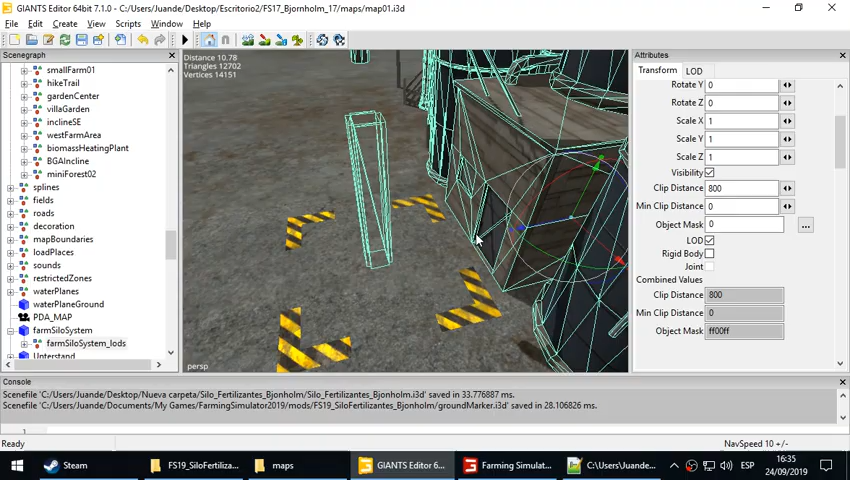 GIANTS Editor 64bit 7.1.0 - C:/Users/Juande/Desktop/Escritorio2/FS17_Bjornholm_17/maps/map01.i3d
File Edit Create View Scripts Window Help
Scenegraph
smallFarm01
hikeTrail
gardenCenter
villaGarden
inclineSE
westFarmArea
biomassHeatingPlant
BGAIncline
miniForest02
splines
fields
roads
decoration
mapBoundaries
loadPlaces
sounds
restrictedZones
waterPlanes
waterPlaneGround
PDA_MAP
farmSiloSystem
farmSiloSystem_lods
Unterstand
Distance 10.78
Triangles 12702
Vertices 14151
persp
Attributes
Transform LOD
Rotate Y 0
Rotate Z 0
Scale X 1
Scale Y 1
Scale Z 1
Visibility
Clip Distance 800
Min Clip Distance 0
Object Mask 0 ...
LOD
Rigid Body
Joint
Combined Values
Clip Distance 800
Min Clip Distance 0
Object Mask ff00ff
Console
Scenefile 'C:/Users/Juande/Desktop/Nueva carpeta/Silo_Fertilizantes_Bjornholm/Silo_Fertilizantes_Bjornholm.i3d' saved in 33.776887 ms.
Scenefile 'C:/Users/Juande/Documents/My Games/FarmingSimulator2019/mods/FS19_SiloFertilizantes_Bjonholm/groundMarker.i3d' saved in 28.106826 ms.
1
Ready
NavSpeed 10 +/-
Steam
FS19_SiloFertiliza...
maps
GIANTS Editor 6...
Farming Simulat...
C:\Users\Juande...
ESP
16:35
24/09/2019